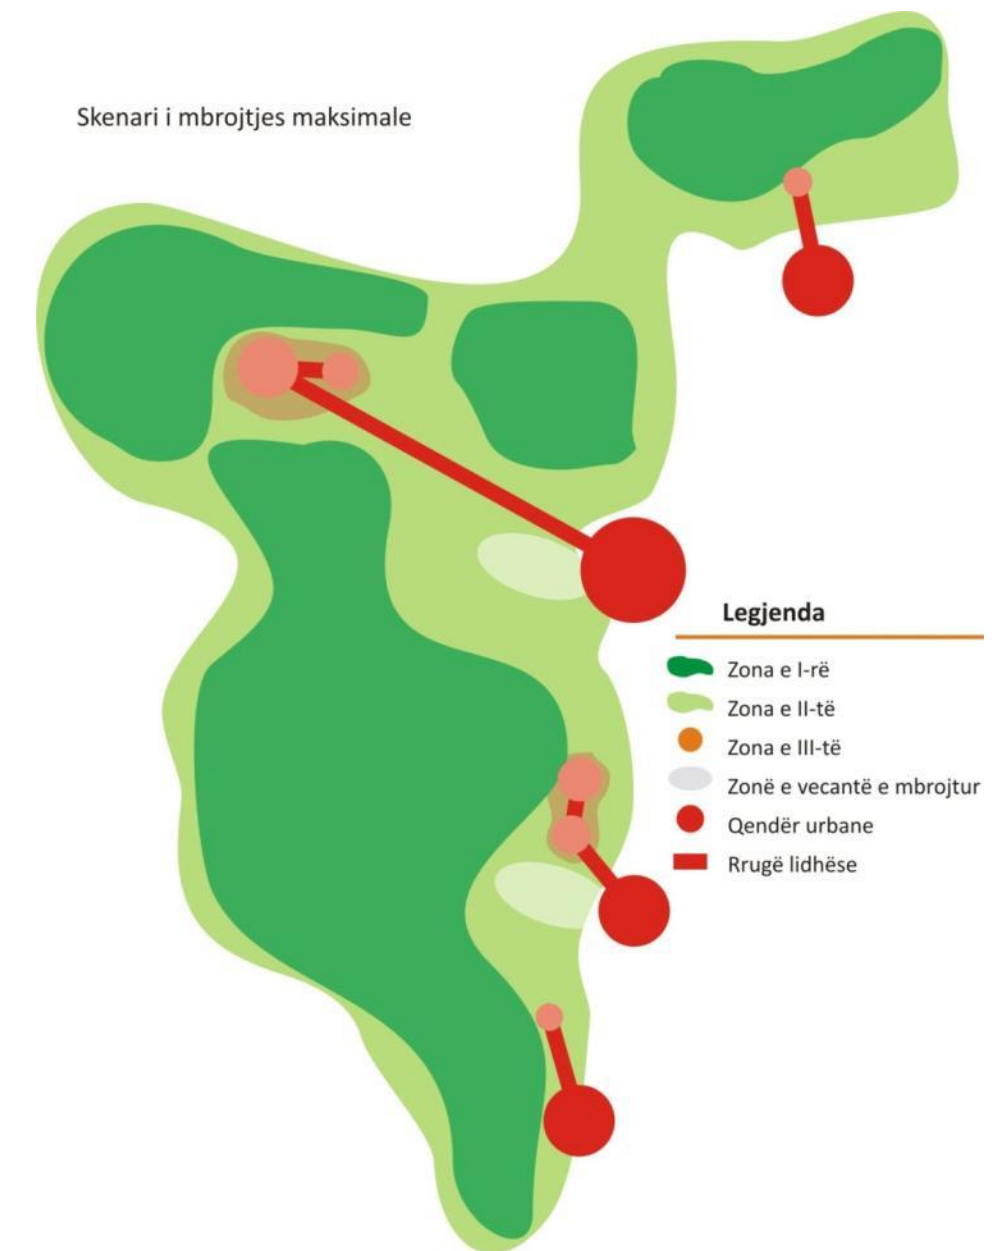 Skenari i mbrojtjes maksimale
Legjenda
Zona e I-rë
Zona e II-të
Zona e III-të
Zonë e vecantë e mbrojtur
Qendër urbane
Rrugë lidhëse